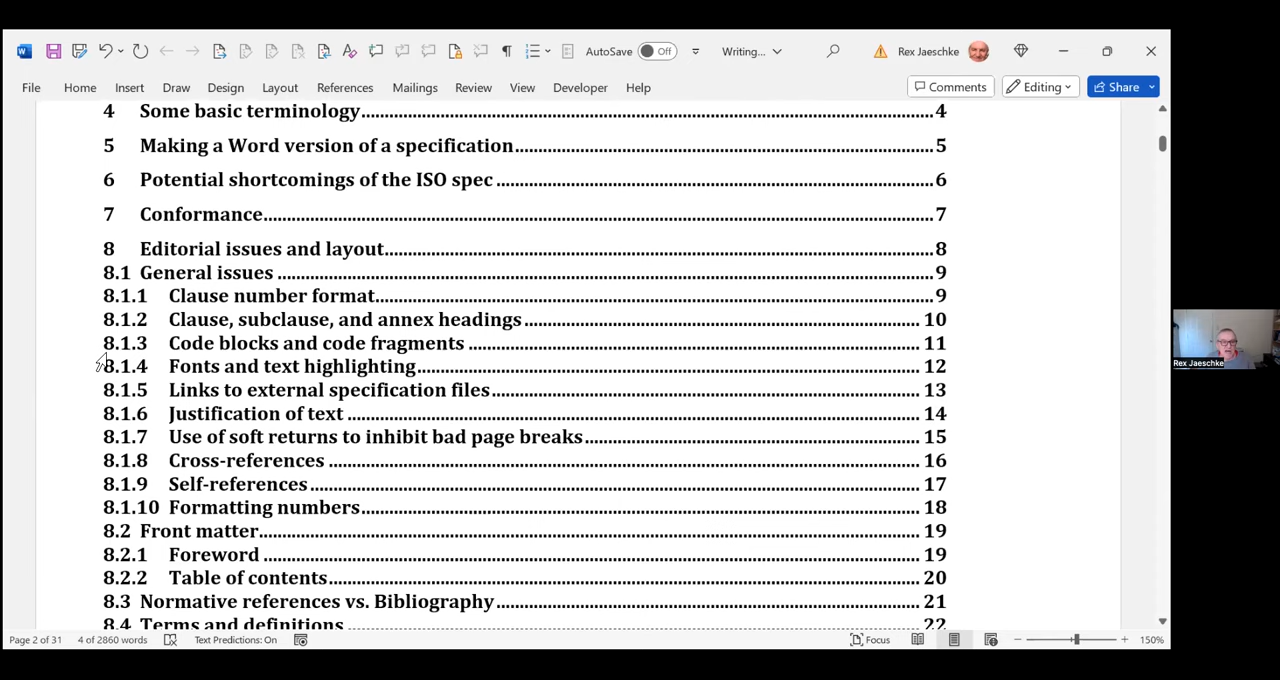 AutoSave Off Writing... Rex Jaeschke
File Home Insert Draw Design Layout References Mailings Review View Developer Help Comments Editing Share
4 Some basic terminology 4
5 Making a Word version of a specification 5
6 Potential shortcomings of the ISO spec 6
7 Conformance 7
8 Editorial issues and layout 8
8.1 General issues 9
8.1.1 Clause number format 9
8.1.2 Clause, subclause, and annex headings 10
8.1.3 Code blocks and code fragments 11
8.1.4 Fonts and text highlighting 12
8.1.5 Links to external specification files 13
8.1.6 Justification of text 14
8.1.7 Use of soft returns to inhibit bad page breaks 15
8.1.8 Cross-references 16
8.1.9 Self-references 17
8.1.10 Formatting numbers 18
8.2 Front matter 19
8.2.1 Foreword 19
8.2.2 Table of contents 20
8.3 Normative references vs. Bibliography 21
8.4 Terms and definitions 22
Page 2 of 31 4 of 2860 words Text Predictions: On Focus 150%
Rex Jaeschke